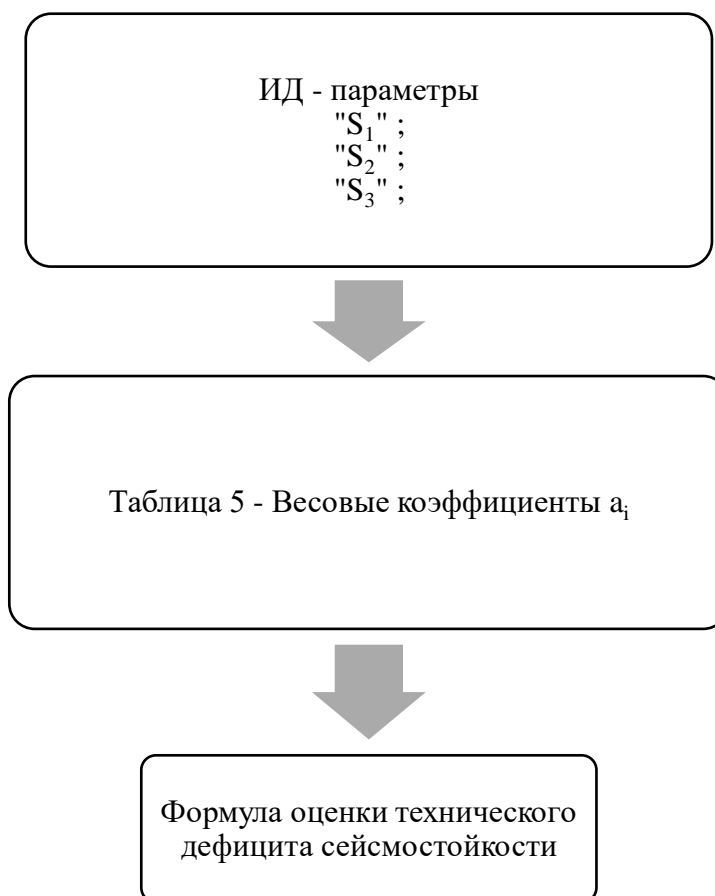 ИД - параметры
"S₁" ;
"S₂" ;
"S₃" ;
Таблица 5 - Весовые коэффициенты aᵢ
Формула оценки технического
дефицита сейсмостойкости